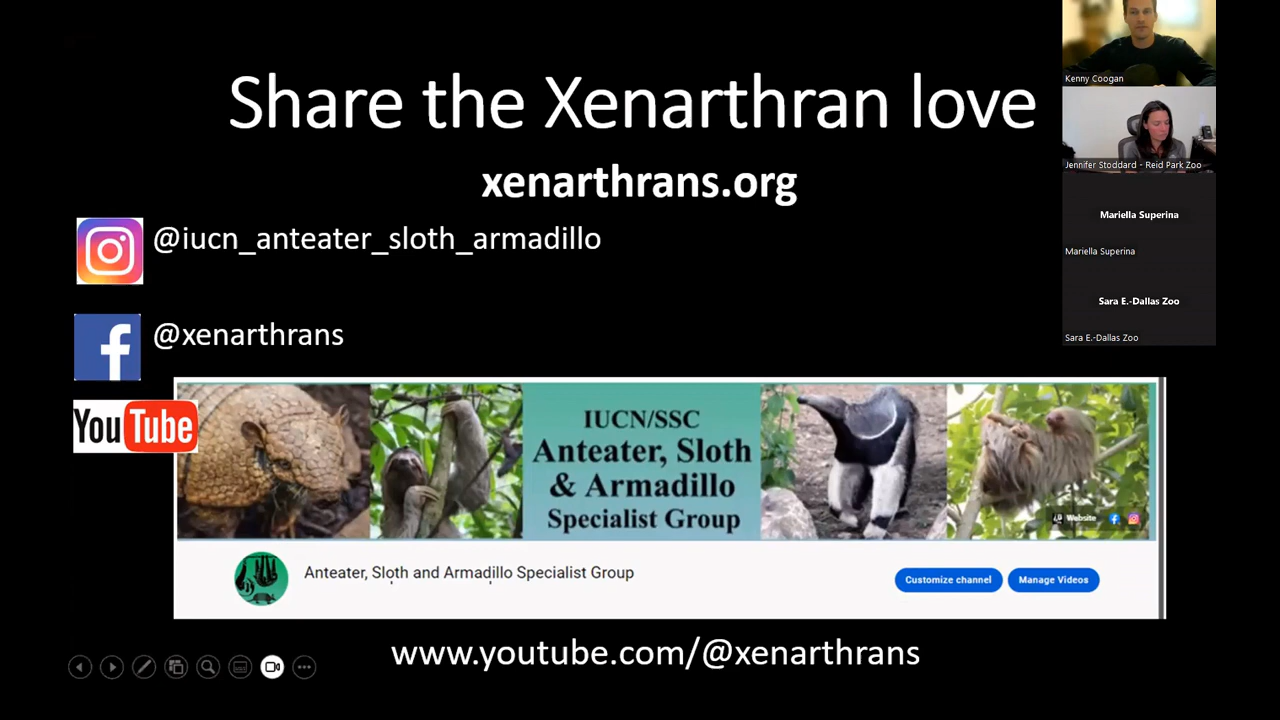 Share the Xenarthran love
xenarthrans.org
@iucn_anteater_sloth_armadillo
@xenarthrans
YouTube
IUCN/SSC
Anteater, Sloth
& Armadillo
Specialist Group
Website
Anteater, Sloth and Armadillo Specialist Group
Customize channel
Manage Videos
www.youtube.com/@xenarthrans
Kenny Coogan
Jennifer Stoddard - Reid Park Zoo
Mariella Superina
Mariella Superina
Sara E.-Dallas Zoo
Sara E.-Dallas Zoo